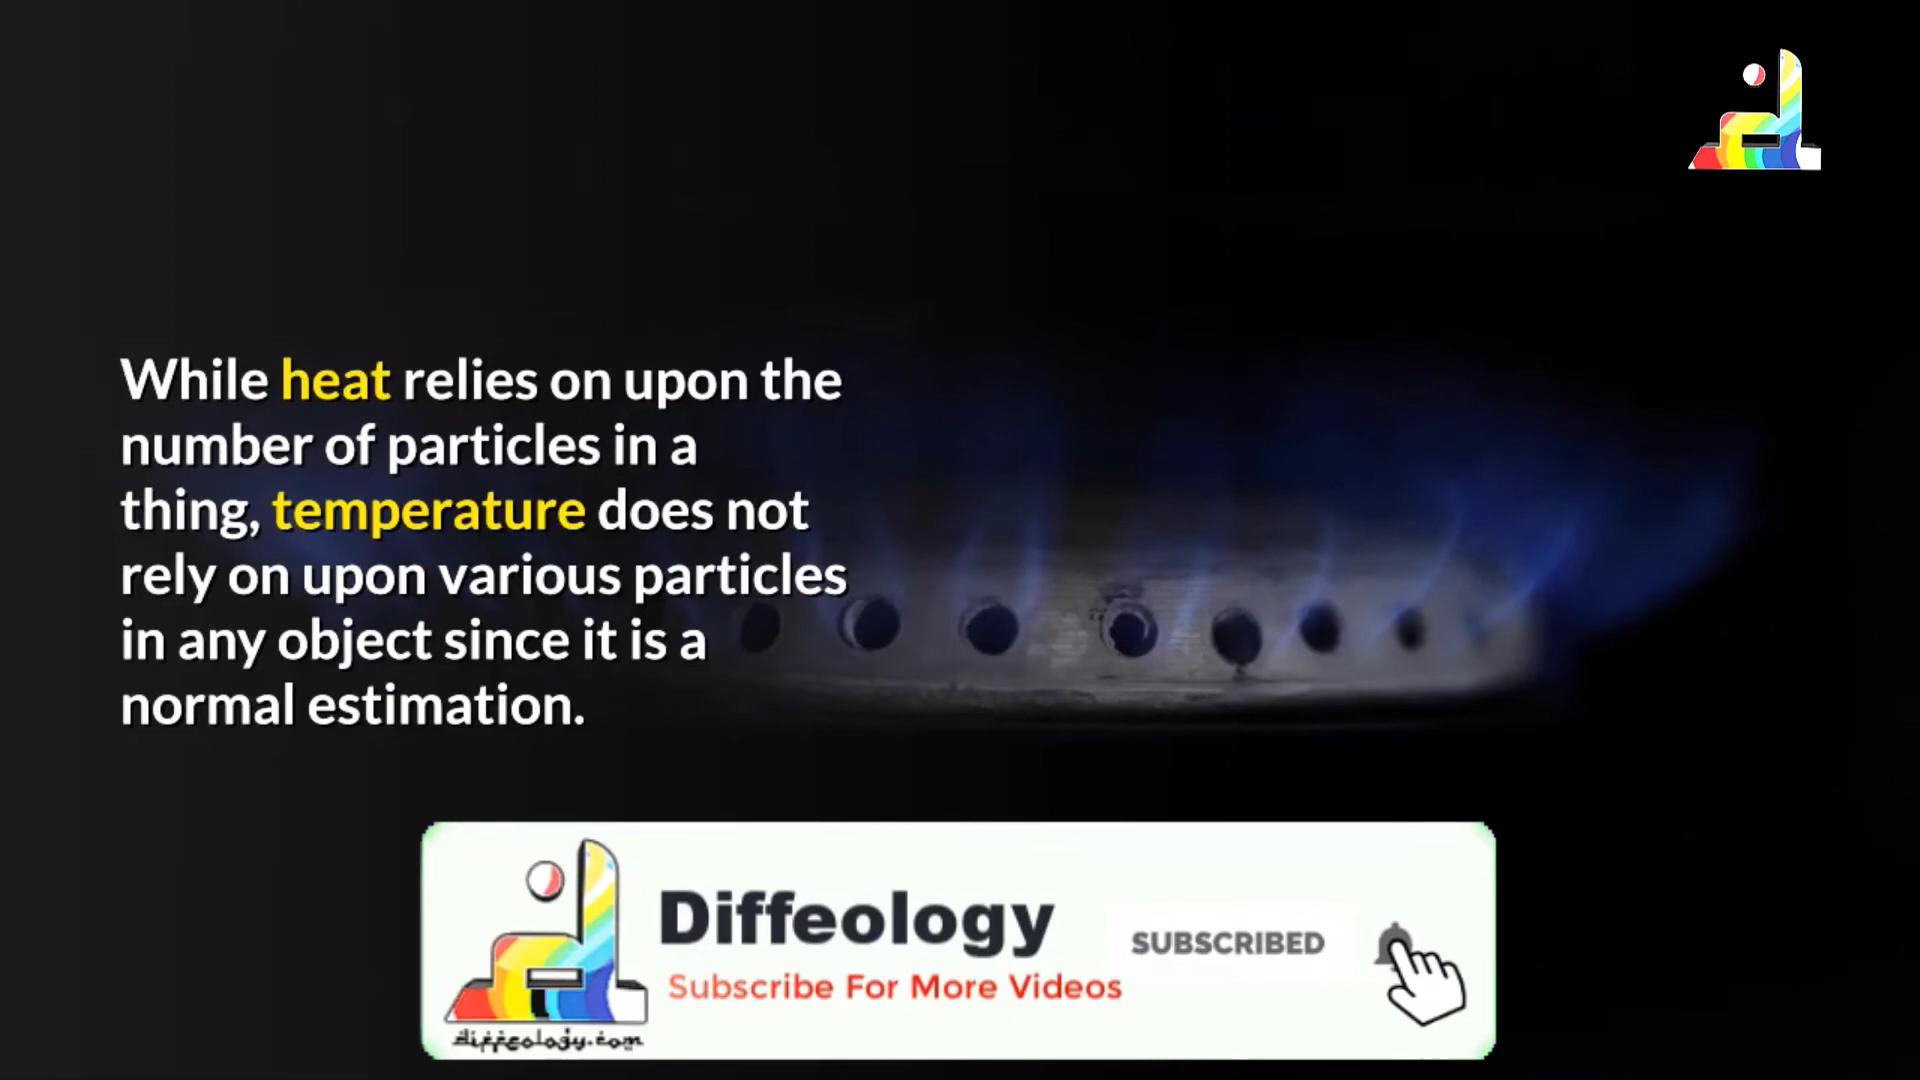 While heat relies on upon the
number of particles in a
thing, temperature does not
rely on upon various particles
in any object since it is a
normal estimation.
Diffeology
SUBSCRIBED
Subscribe For More Videos
diffeology.com